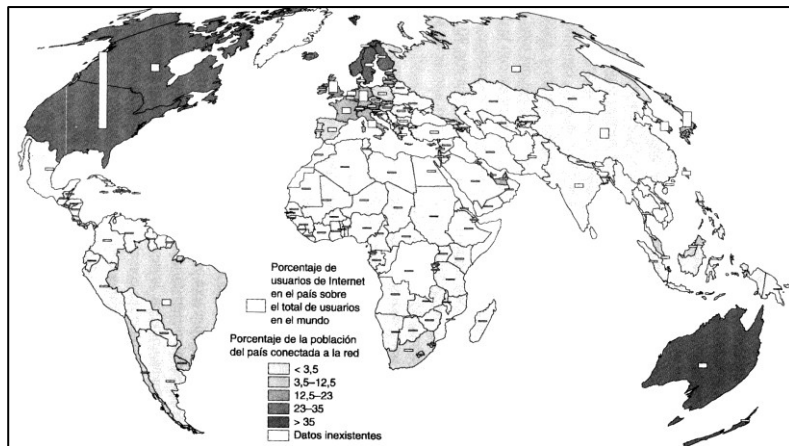 Porcentaje de
usuarios de Internet
en el país sobre
el total de usuarios
en el mundo
Porcentaje de la población
del país conectada a la red
< 3,5
3,5–12,5
12,5–23
23–35
> 35
Datos inexistentes